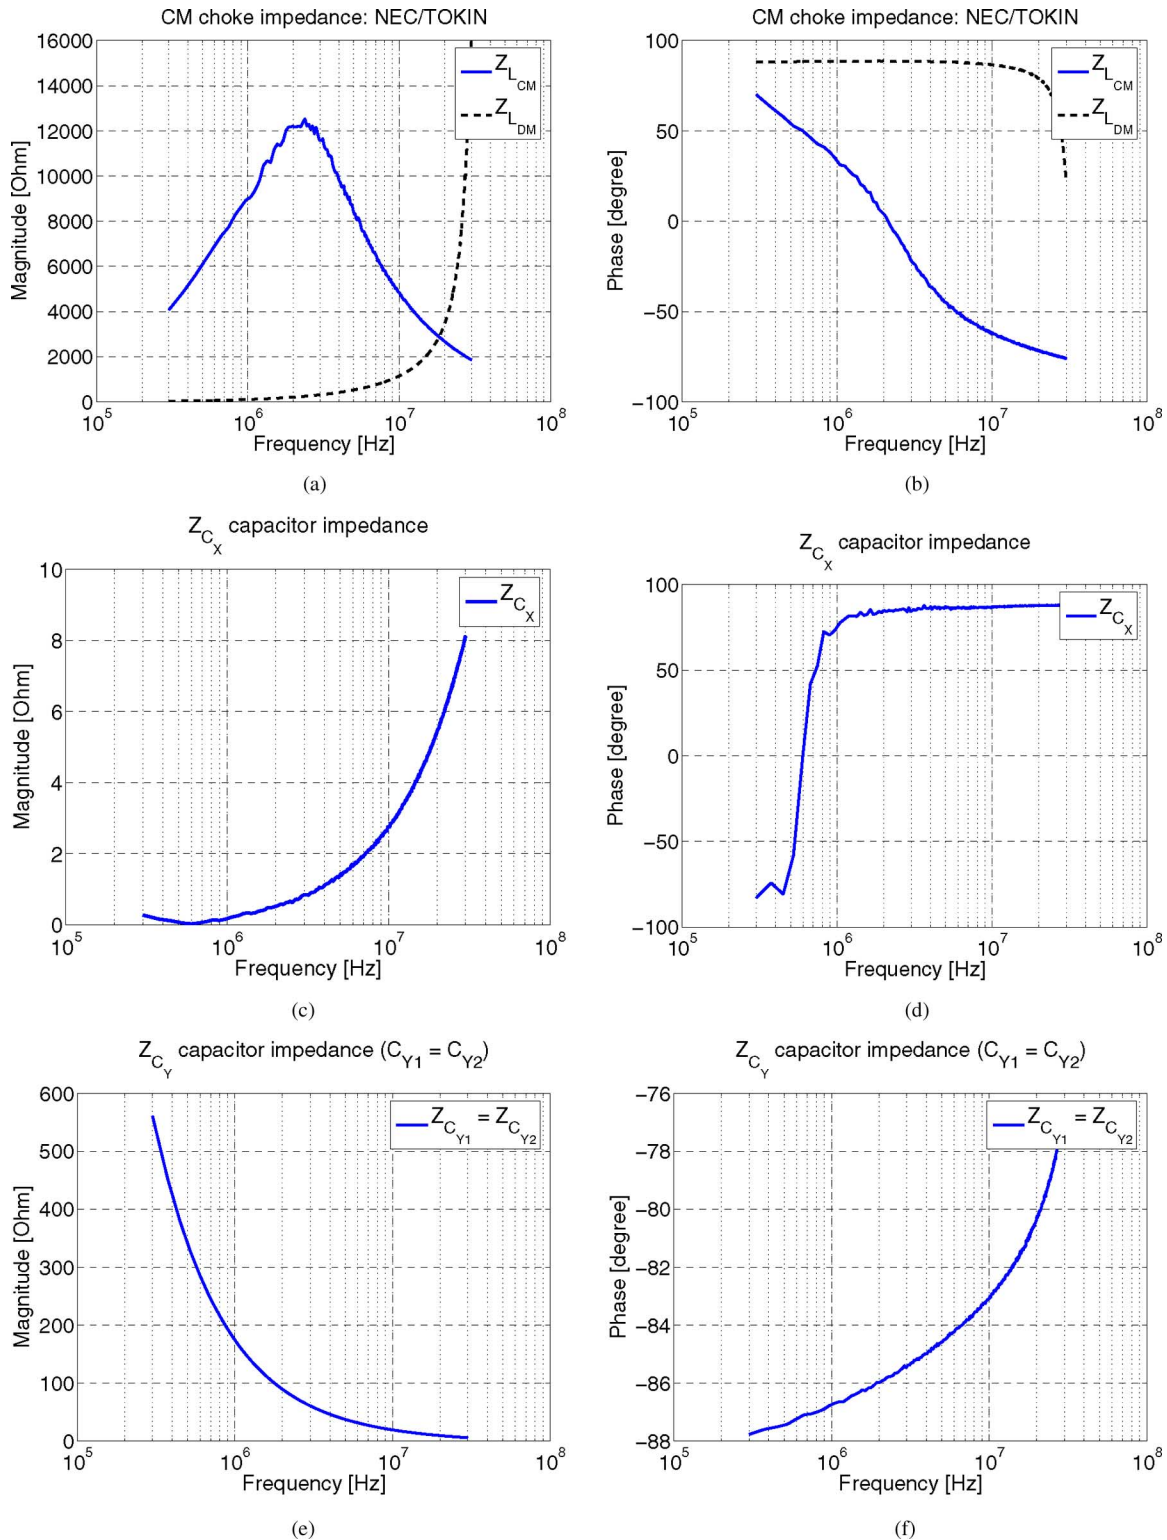 CM choke impedance: NEC/TOKIN
16000
14000
12000
10000
8000
6000
4000
2000
0
Magnitude [Ohm]
Z_{L_{CM}}
Z_{L_{DM}}
10^5
10^6
10^7
10^8
Frequency [Hz]
(a)
CM choke impedance: NEC/TOKIN
100
50
0
−50
−100
Phase [degree]
Z_{L_{CM}}
Z_{L_{DM}}
10^5
10^6
10^7
10^8
Frequency [Hz]
(b)
Z_{C_X} capacitor impedance
10
8
6
4
2
0
Magnitude [Ohm]
Z_{C_X}
10^5
10^6
10^7
10^8
Frequency [Hz]
(c)
Z_{C_X} capacitor impedance
100
50
0
−50
−100
Phase [degree]
Z_{C_X}
10^5
10^6
10^7
10^8
Frequency [Hz]
(d)
Z_{C_Y} capacitor impedance (C_{Y1} = C_{Y2})
600
500
400
300
200
100
0
Magnitude [Ohm]
Z_{C_{Y1}} = Z_{C_{Y2}}
10^5
10^6
10^7
10^8
Frequency [Hz]
(e)
Z_{C_Y} capacitor impedance (C_{Y1} = C_{Y2})
−76
−78
−80
−82
−84
−86
−88
Phase [degree]
Z_{C_{Y1}} = Z_{C_{Y2}}
10^5
10^6
10^7
10^8
Frequency [Hz]
(f)